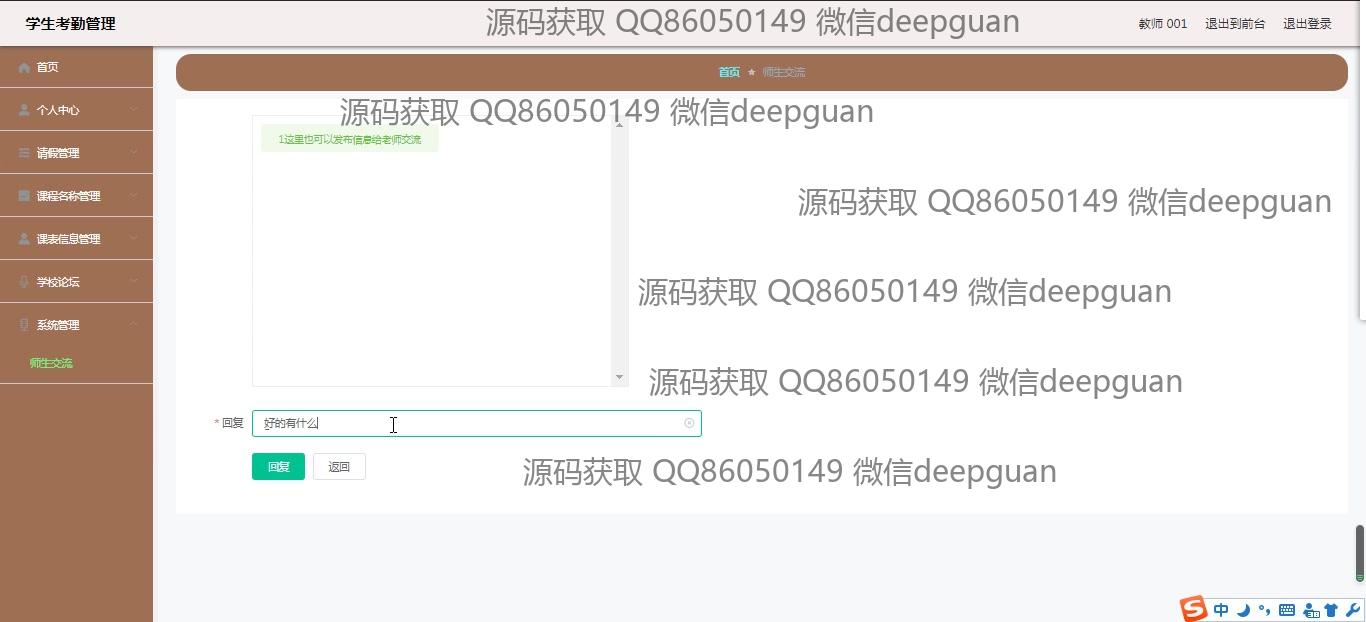 学生考勤管理
源码获取 QQ86050149 微信deepguan
教师 001 退出到前台 退出登录
首页
首页 ★ 师生交流
个人中心
源码获取 QQ86050149 微信deepguan
1这里也可以发布信息给老师交流
请假管理
课程名称管理
源码获取 QQ86050149 微信deepguan
课表信息管理
学校论坛
源码获取 QQ86050149 微信deepguan
系统管理
师生交流
源码获取 QQ86050149 微信deepguan
* 回复 好的有什么
回复 返回
源码获取 QQ86050149 微信deepguan
S 中